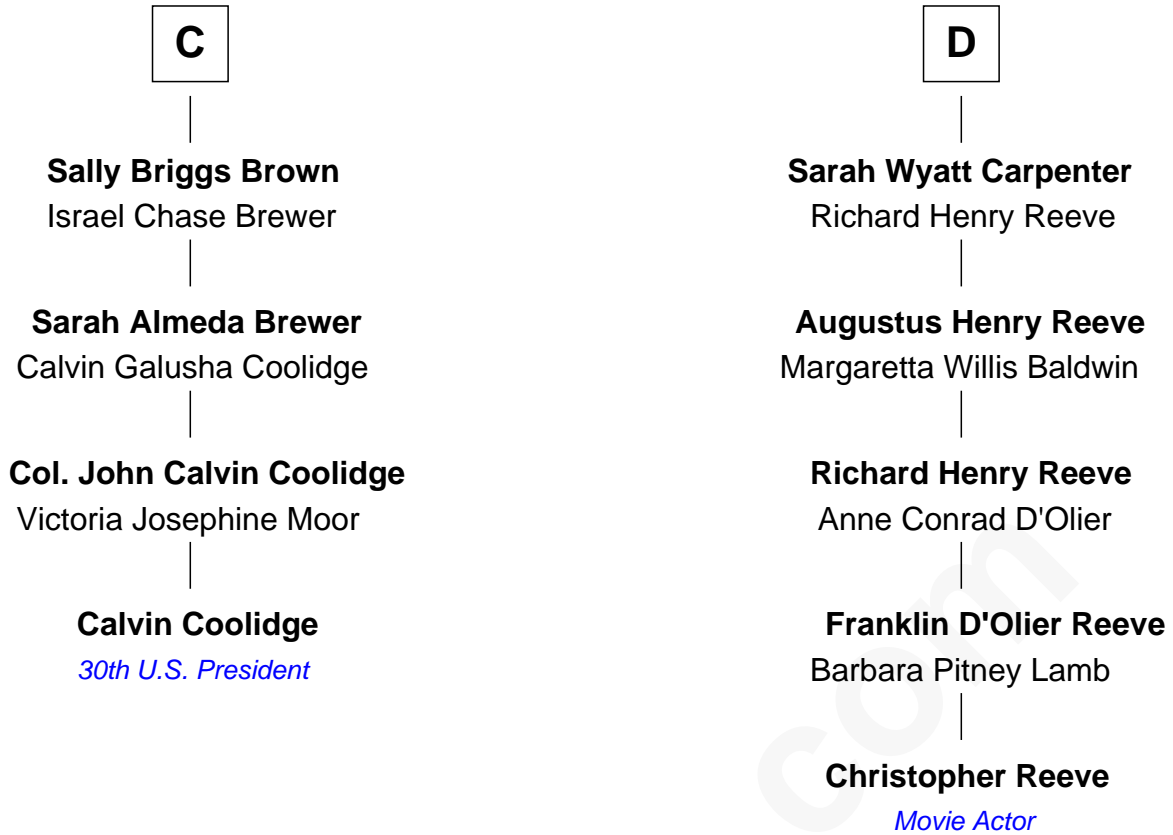 C
Sally Briggs Brown
Israel Chase Brewer
Sarah Almeda Brewer
Calvin Galusha Coolidge
Col. John Calvin Coolidge
Victoria Josephine Moor
Calvin Coolidge
30th U.S. President
D
Sarah Wyatt Carpenter
Richard Henry Reeve
Augustus Henry Reeve
Margaretta Willis Baldwin
Richard Henry Reeve
Anne Conrad D'Olier
Franklin D'Olier Reeve
Barbara Pitney Lamb
Christopher Reeve
Movie Actor
com